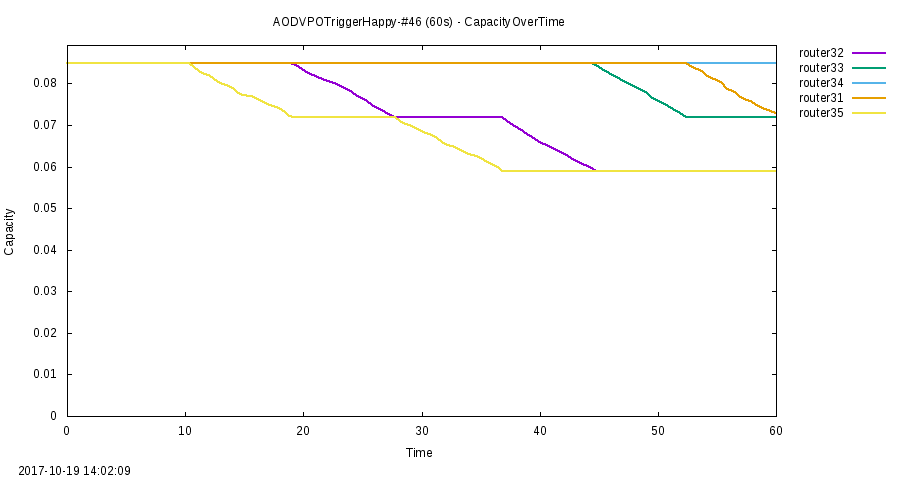 AODVPOTriggerHappy-#46 (60s) - CapacityOverTime
router32
router33
router34
router31
router35
0.08
0.07
0.06
0.05
0.04
0.03
0.02
0.01
0
Capacity
0 10 20 30 40 50 60
Time
2017-10-19 14:02:09